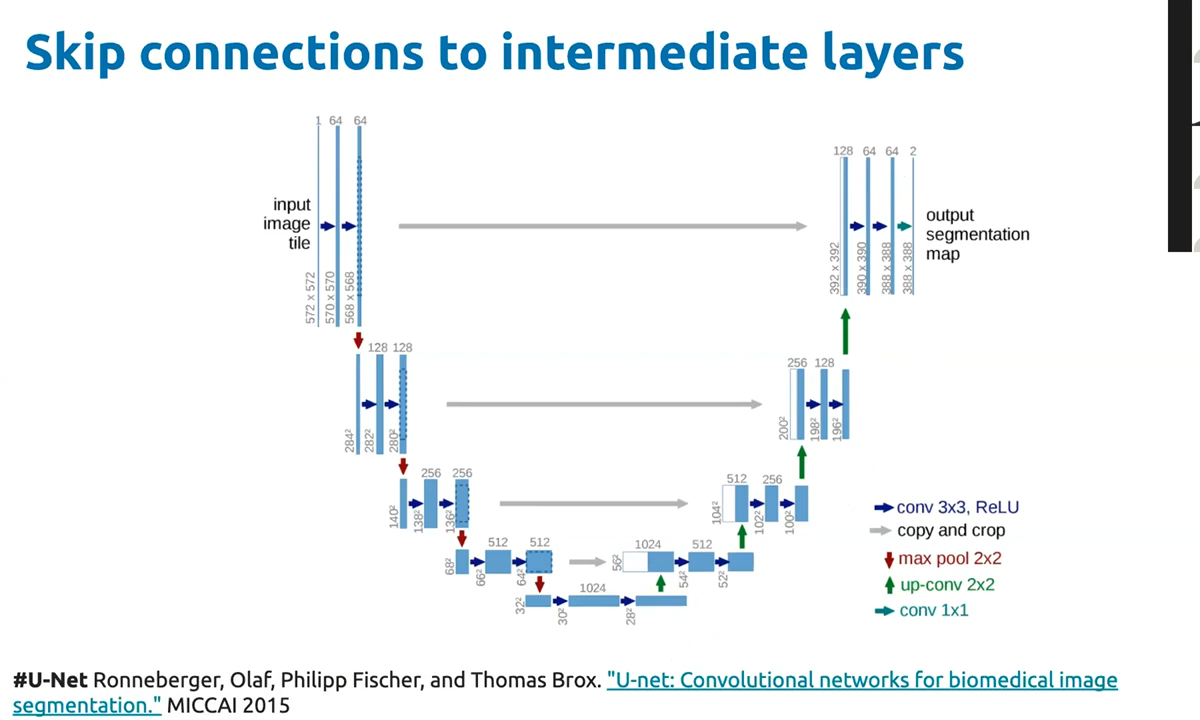 Skip connections to intermediate layers
1 64 64
128 64 64 2
input
image
tile
output
segmentation
map
572 x 572
570 x 570
568 x 568
392 x 392
390 x 390
388 x 388
388 x 388
128 128
256 128
284²
282²
280²
200²
198²
196²
256 256
512 256
140²
138²
136²
104²
102²
100²
512 512
1024 512
68²
66²
64²
56²
54²
52²
1024
32²
30²
28²
conv 3x3, ReLU
copy and crop
max pool 2x2
up-conv 2x2
conv 1x1
#U-Net Ronneberger, Olaf, Philipp Fischer, and Thomas Brox. "U-net: Convolutional networks for biomedical image
segmentation." MICCAI 2015